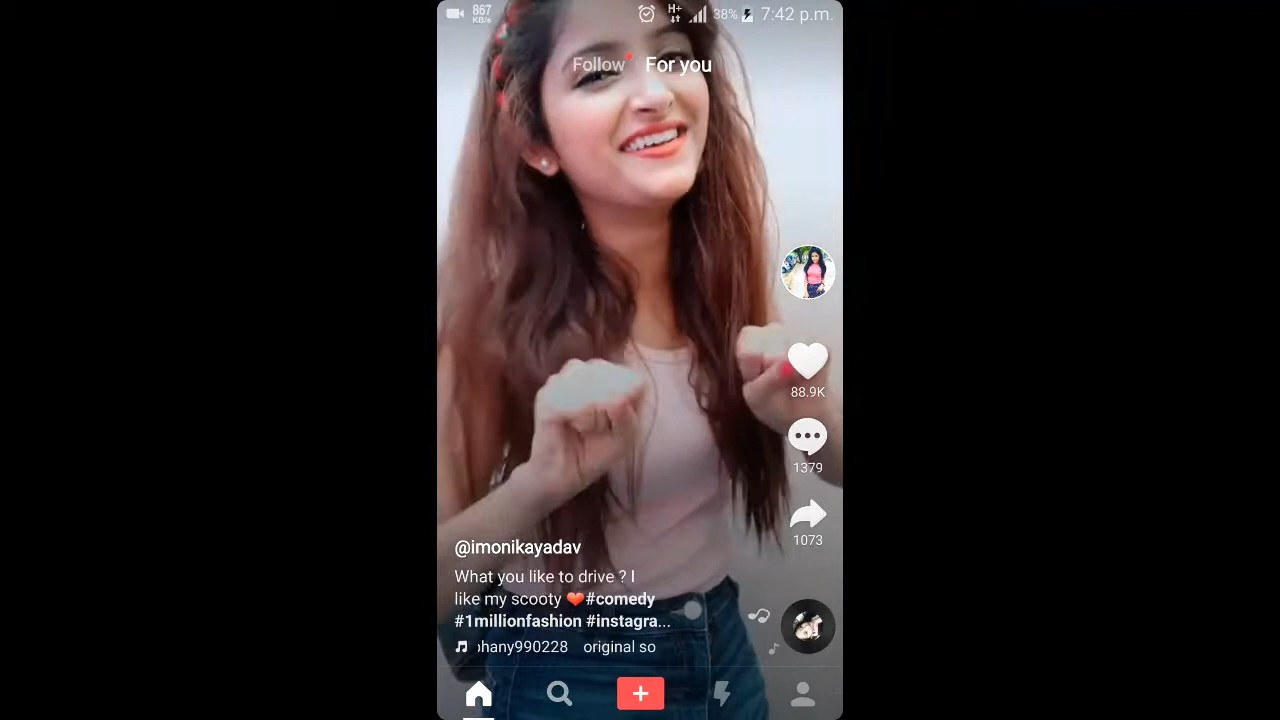 867
KB/s
H+
38%
7:42 p.m.
Follow
For you
88.9K
1379
1073
@imonikayadav
What you like to drive ? I
like my scooty ❤️#comedy
#1millionfashion #instagra...
hany990228 original so